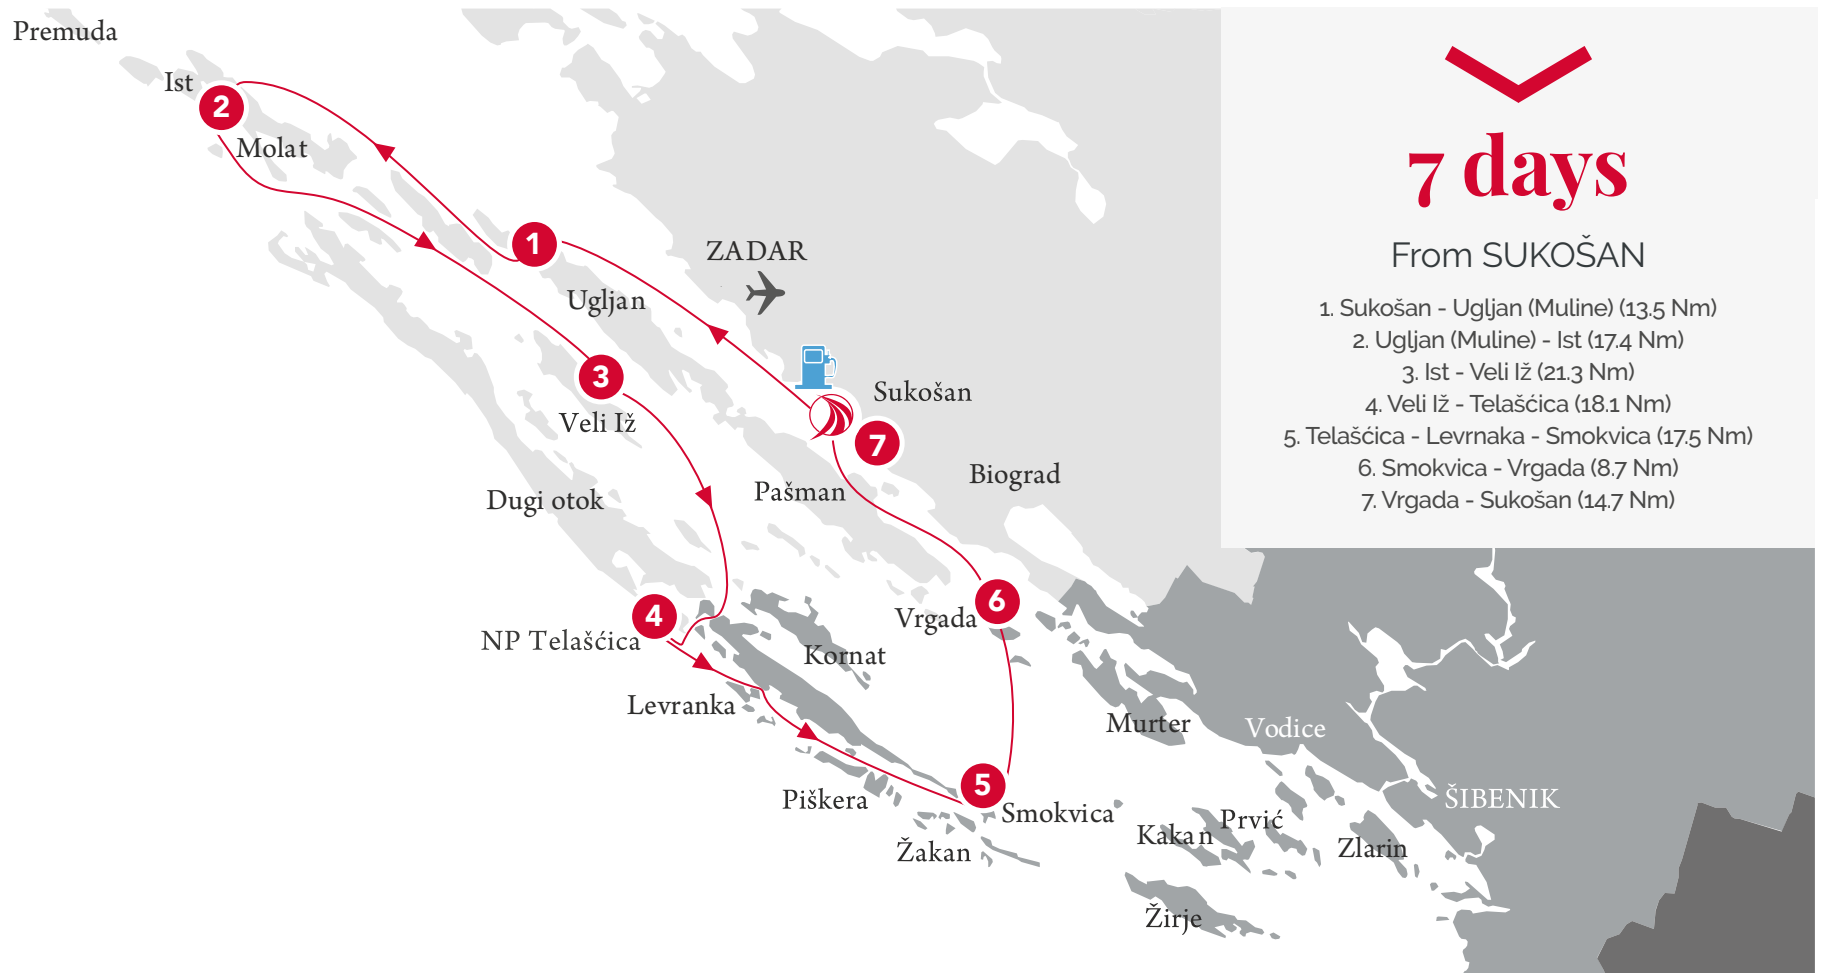 Premuda
Ist
2
Molat
1
ZADAR
Ugljan
3
Veli Iž
Sukošan
7
Biograd
Pašman
Dugi otok
4
NP Telašćica
6
Vrgada
Kornat
Levranka
Murter
Vodice
5
Smokvica
Piškera
Žakan
ŠIBENIK
Prvić
Kakan
Zlarin
Žirje
7 days
From SUKOŠAN
1. Sukošan - Ugljan (Muline) (13.5 Nm)
2. Ugljan (Muline) - Ist (17.4 Nm)
3. Ist - Veli Iž (21.3 Nm)
4. Veli Iž - Telašćica (18.1 Nm)
5. Telašćica - Levrnaka - Smokvica (17.5 Nm)
6. Smokvica - Vrgada (8.7 Nm)
7. Vrgada - Sukošan (14.7 Nm)